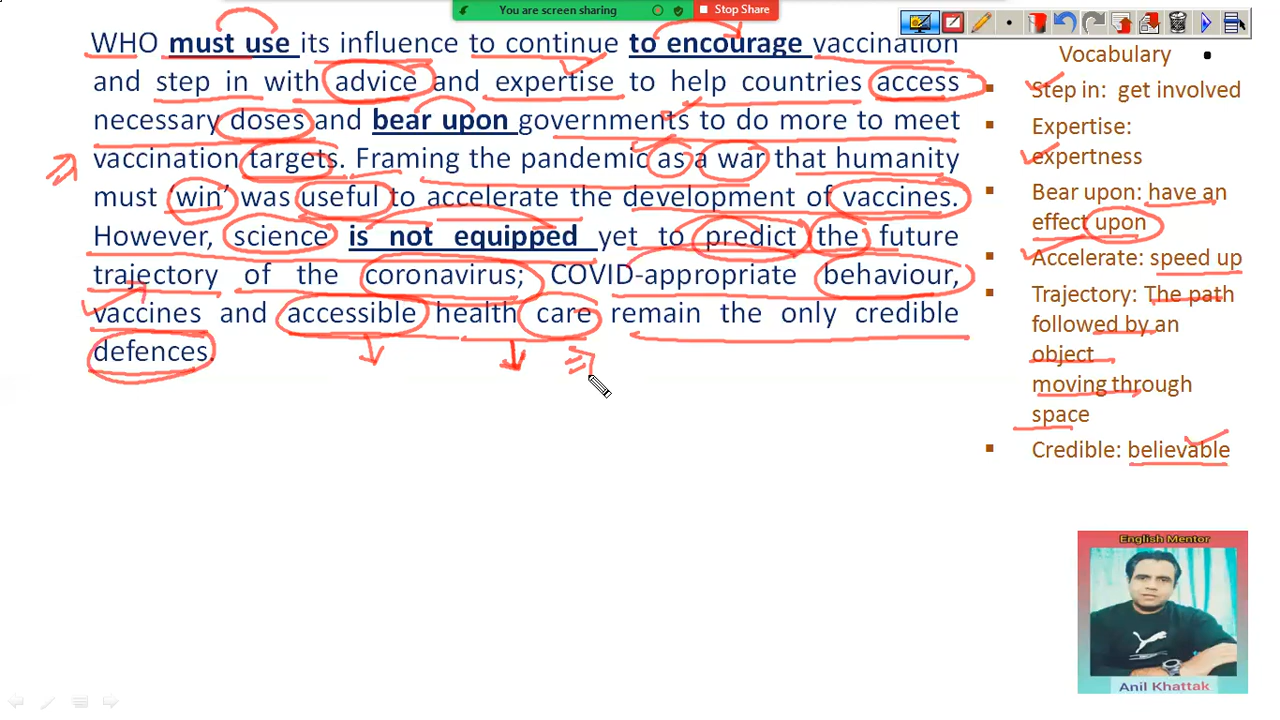 You are screen sharing
Stop Share
WHO must use its influence to continue to encourage vaccination
and step in with advice and expertise to help countries access
necessary doses and bear upon governments to do more to meet
vaccination targets. Framing the pandemic as a war that humanity
must ‘win’ was useful to accelerate the development of vaccines.
However, science is not equipped yet to predict the future
trajectory of the coronavirus; COVID-appropriate behaviour,
vaccines and accessible health care remain the only credible
defences.
Vocabulary
Step in: get involved
Expertise:
expertness
Bear upon: have an
effect upon
Accelerate: speed up
Trajectory: The path
followed by an
object
moving through
space
Credible: believable
English Mentor
Anil Khattak